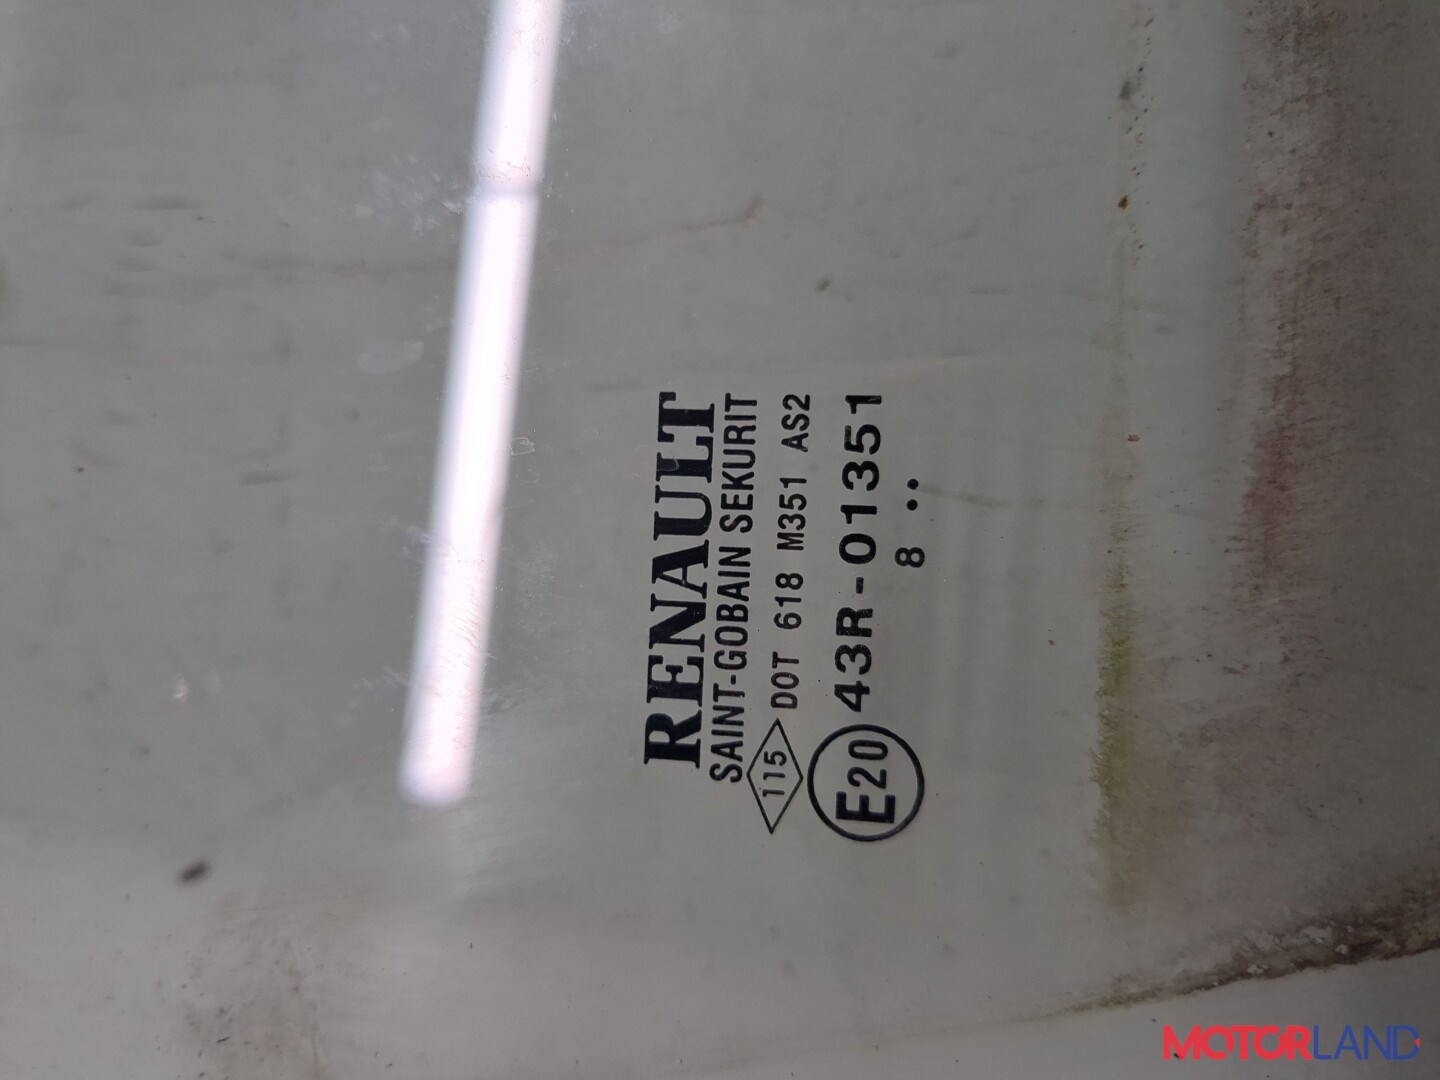 RENAULT
SAINT-GOBAIN SEKURIT
115 DOT 618 M351 AS2
E20 43R-01351
8 ..
MOTORLAND